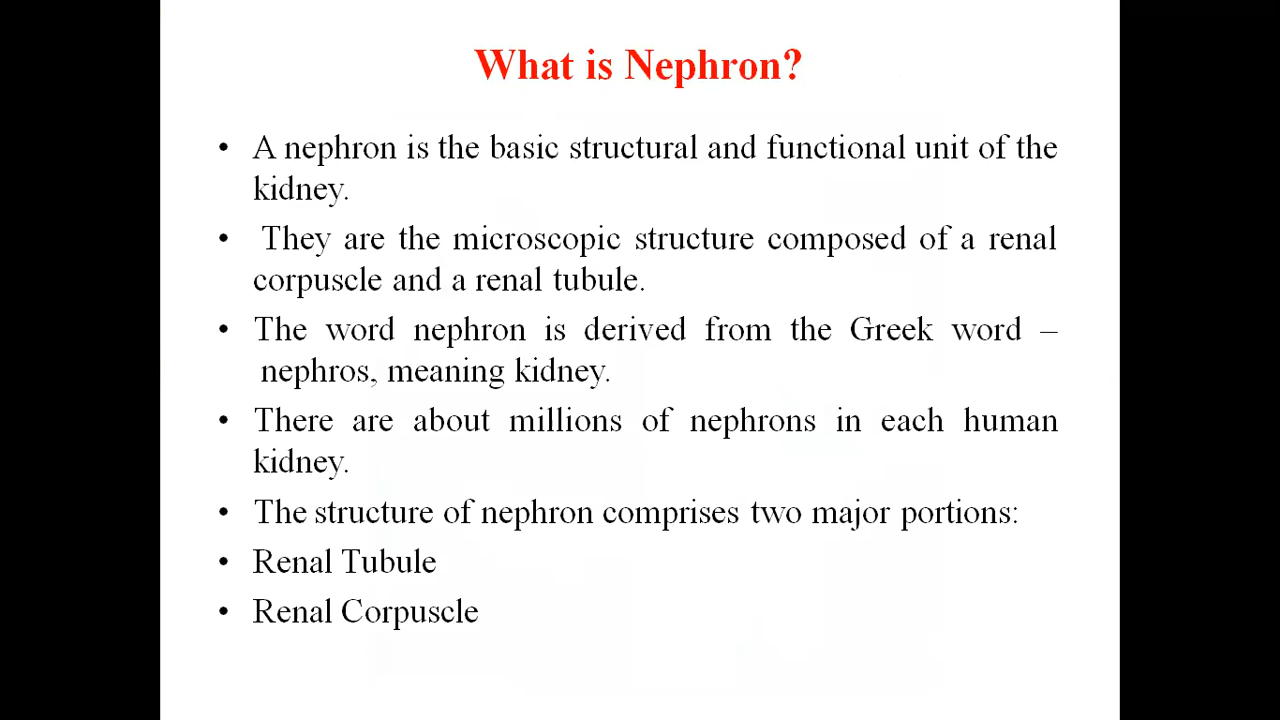 What is Nephron?
• A nephron is the basic structural and functional unit of the
kidney.
• They are the microscopic structure composed of a renal
corpuscle and a renal tubule.
• The word nephron is derived from the Greek word –
nephros, meaning kidney.
• There are about millions of nephrons in each human
kidney.
• The structure of nephron comprises two major portions:
• Renal Tubule
• Renal Corpuscle